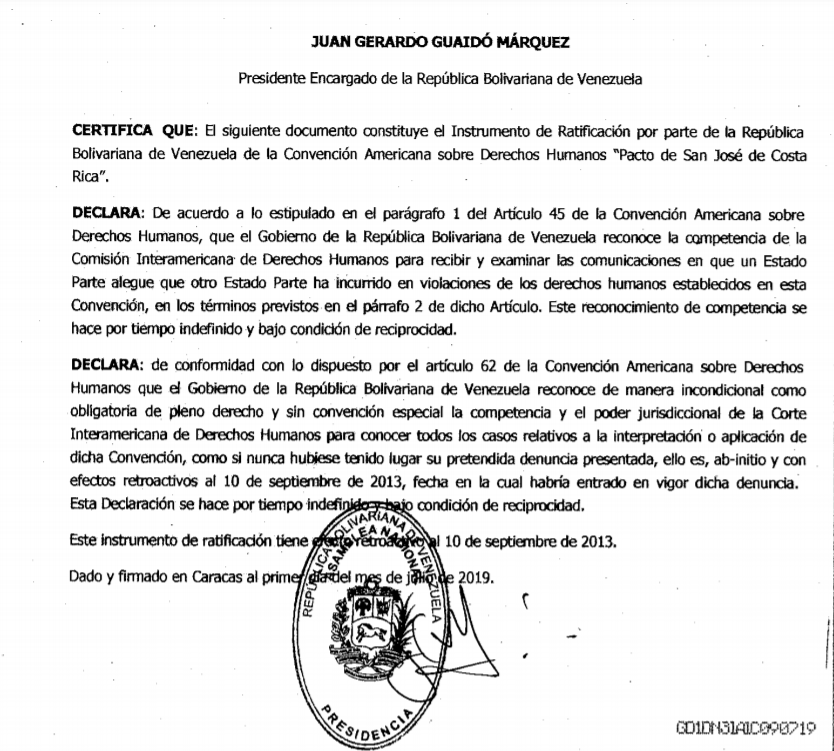 JUAN GERARDO GUAIDÓ MÁRQUEZ
Presidente Encargado de la República Bolivariana de Venezuela
CERTIFICA QUE: El siguiente documento constituye el Instrumento de Ratificación por parte de la República
Bolivariana de Venezuela de la Convención Americana sobre Derechos Humanos "Pacto de San José de Costa
Rica".
DECLARA: De acuerdo a lo estipulado en el parágrafo 1 del Artículo 45 de la Convención Americana sobre
Derechos Humanos, que el Gobierno de la República Bolivariana de Venezuela reconoce la competencia de la
Comisión Interamericana de Derechos Humanos para recibir y examinar las comunicaciones en que un Estado
Parte alegue que otro Estado Parte ha incurrido en violaciones de los derechos humanos establecidos en esta
Convención, en los términos previstos en el párrafo 2 de dicho Artículo. Este reconocimiento de competencia se
hace por tiempo indefinido y bajo condición de reciprocidad.
DECLARA: de conformidad con lo dispuesto por el artículo 62 de la Convención Americana sobre Derechos
Humanos que el Gobierno de la República Bolivariana de Venezuela reconoce de manera incondicional como
obligatoria de pleno derecho y sin convención especial la competencia y el poder jurisdiccional de la Corte
Interamericana de Derechos Humanos para conocer todos los casos relativos a la interpretación o aplicación de
dicha Convención, como si nunca hubiese tenido lugar su pretendida denuncia presentada, ello es, ab-initio y con
efectos retroactivos al 10 de septiembre de 2013, fecha en la cual habría entrado en vigor dicha denuncia.
Esta Declaración se hace por tiempo indefinido y bajo condición de reciprocidad.
Este instrumento de ratificación tiene efecto retroactivo al 10 de septiembre de 2013.
Dado y firmado en Caracas al primer día del mes de julio de 2019.
REPÚBLICA BOLIVARIANA DE VENEZUELA
ASAMBLEA NACIONAL
PRESIDENCIA